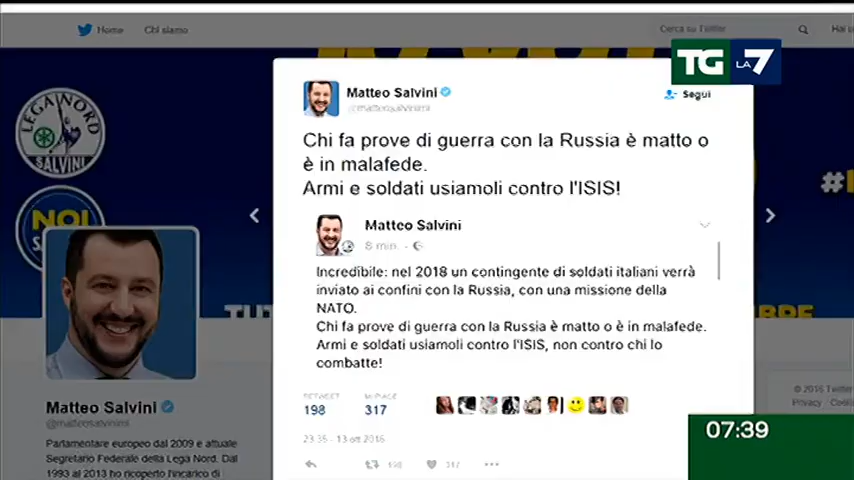 Home
Chi siamo
Cerca su Twitter
Hai
TG LA 7
Matteo Salvini
@matteosalvinimi
Segui
Chi fa prove di guerra con la Russia è matto o
è in malafede.
Armi e soldati usiamoli contro l'ISIS!
Matteo Salvini
8 min
Incredibile: nel 2018 un contingente di soldati italiani verrà
inviato ai confini con la Russia, con una missione della
NATO.
Chi fa prove di guerra con la Russia è matto o è in malafede.
Armi e soldati usiamoli contro l'ISIS, non contro chi lo
combatte!
RETWEET
MI PIACE
198
317
23:35 - 13 ott 2016
198
317
LEGA NORD
SALVINI
NOI
#
Matteo Salvini
@matteosalvinimi
Parlamentare europeo dal 2009 e attuale
Segretario Federale della Lega Nord. Dal
1993 al 2013 ho ricoperto l'incarico di
© 2016 Twitter
Privacy
Cookie
07:39